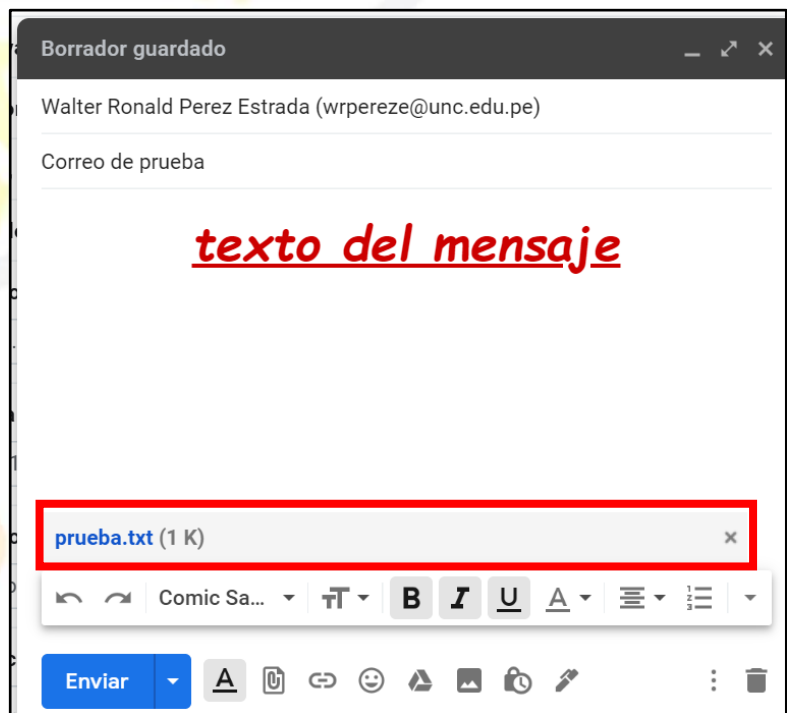 Borrador guardado
Walter Ronald Perez Estrada (wrpereze@unc.edu.pe)
Correo de prueba
texto del mensaje
prueba.txt (1 K)
Comic Sa... B I U A
Enviar A